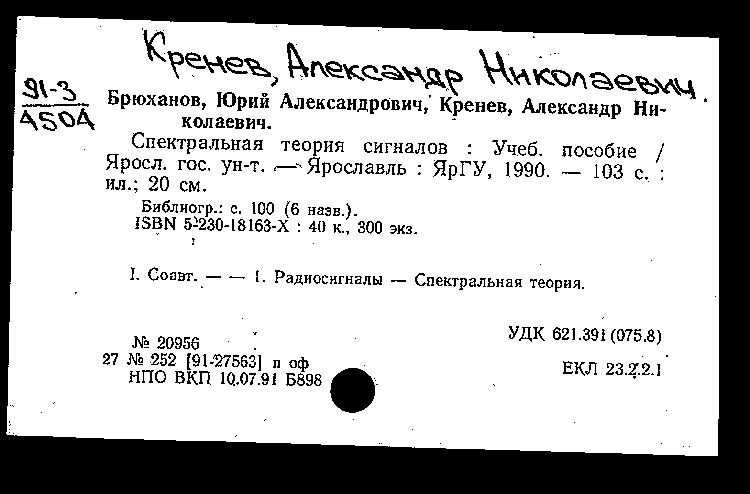 Кренев, Александр Николаевич.
91-3
4504
Брюханов, Юрий Александрович, Кренев, Александр Ни-
колаевич.
Спектральная теория сигналов : Учеб. пособие /
Яросл. гос. ун-т. — Ярославль : ЯрГУ, 1990. — 103 с. :
ил.; 20 см.
Библиогр.: с. 100 (6 назв.).
ISBN 5-230-18163-X : 40 к., 300 экз.
I. Соавт. — — 1. Радиосигналы — Спектральная теория.
УДК 621.391 (075.8)
№ 20956
27 № 252 [91-27563] п оф
ЕКЛ 23.2.2.1
НПО ВКП 10.07.91 Б898